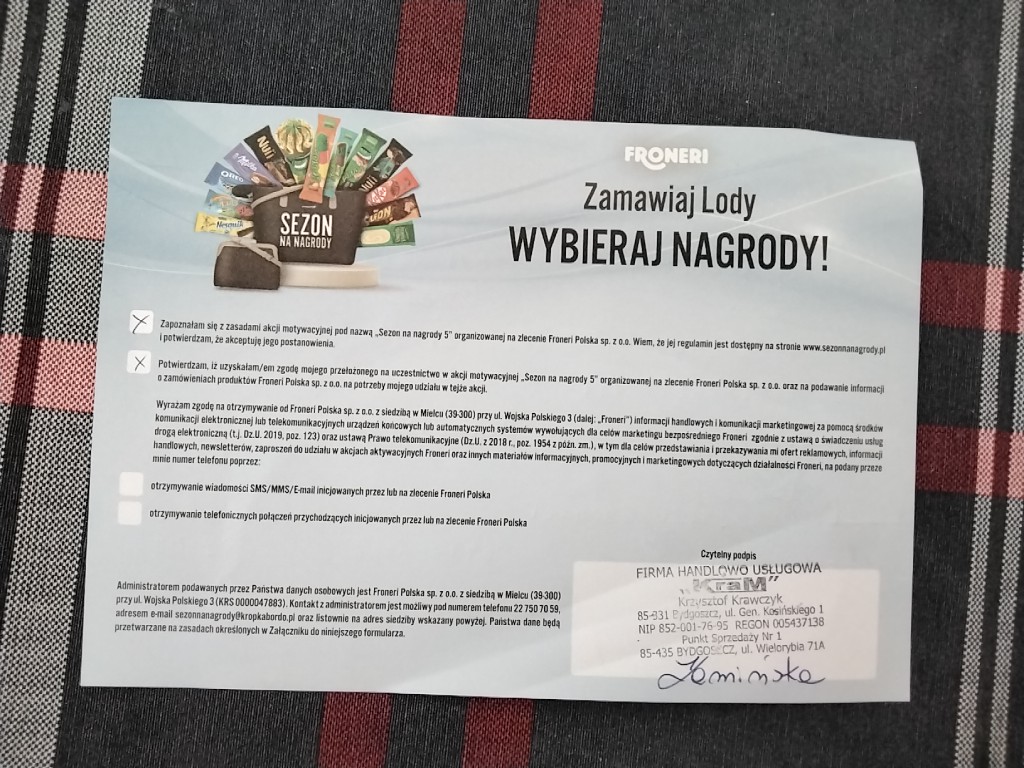 FRONERI
Zamawiaj Lody
WYBIERAJ NAGRODY!
Nuii
Milka
OREO
Nesquik
Nuii
KitKat
LION
SEZON
NA NAGRODY
X Zapoznałam się z zasadami akcji motywacyjnej pod nazwą „Sezon na nagrody 5" organizowanej na zlecenie Froneri Polska sp. z o.o. Wiem, że jej regulamin jest dostępny na stronie www.sezonnanagrody.pl
i potwierdzam, że akceptuję jego postanowienia.
X Potwierdzam, iż uzyskałam/em zgodę mojego przełożonego na uczestnictwo w akcji motywacyjnej „Sezon na nagrody 5" organizowanej na zlecenie Froneri Polska sp. z o.o. oraz na podawanie informacji
o zamówieniach produktów Froneri Polska sp. z o.o. na potrzeby mojego udziału w tejże akcji.
Wyrażam zgodę na otrzymywanie od Froneri Polska sp. z o.o. z siedzibą w Mielcu (39-300) przy ul. Wojska Polskiego 3 (dalej: „Froneri") informacji handlowych i komunikacji marketingowej za pomocą środków
komunikacji elektronicznej lub telekomunikacyjnych urządzeń końcowych lub automatycznych systemów wywołujących dla celów marketingu bezpośredniego Froneri zgodnie z ustawą o świadczeniu usług
drogą elektroniczną (t.j. Dz.U. 2019, poz. 123) oraz ustawą Prawo telekomunikacyjne (Dz.U. z 2018 r., poz. 1954 z późn. zm.), w tym dla celów przedstawiania i przekazywania mi ofert reklamowych, informacji
handlowych, newsletterów, zaproszeń do udziału w akcjach aktywacyjnych Froneri oraz innych materiałów informacyjnych, promocyjnych i marketingowych dotyczących działalności Froneri, na podany przeze
mnie numer telefonu poprzez:
otrzymywanie wiadomości SMS/MMS/E-mail inicjowanych przez lub na zlecenie Froneri Polska
otrzymywanie telefonicznych połączeń przychodzących inicjowanych przez lub na zlecenie Froneri Polska
Administratorem podawanych przez Państwa danych osobowych jest Froneri Polska sp. z o.o. z siedzibą w Mielcu (39-300)
przy ul. Wojska Polskiego 3 (KRS 0000047883). Kontakt z administratorem jest możliwy pod numerem telefonu 22 750 70 59,
adresem e-mail sezonnanagrody@kropkabordo.pl oraz listownie na adres siedziby wskazany powyżej. Państwa dane będą
przetwarzane na zasadach określonych w Załączniku do niniejszego formularza.
Czytelny podpis
FIRMA HANDLOWO USŁUGOWA
„KraM"
Krzysztof Krawczyk
85-331 Bydgoszcz, ul. Gen. Kosińskiego 1
NIP 852-001-76-95 REGON 005437138
Punkt Sprzedaży Nr 1
85-435 BYDGOSZCZ, ul. Wielorybia 71A
Kamińska